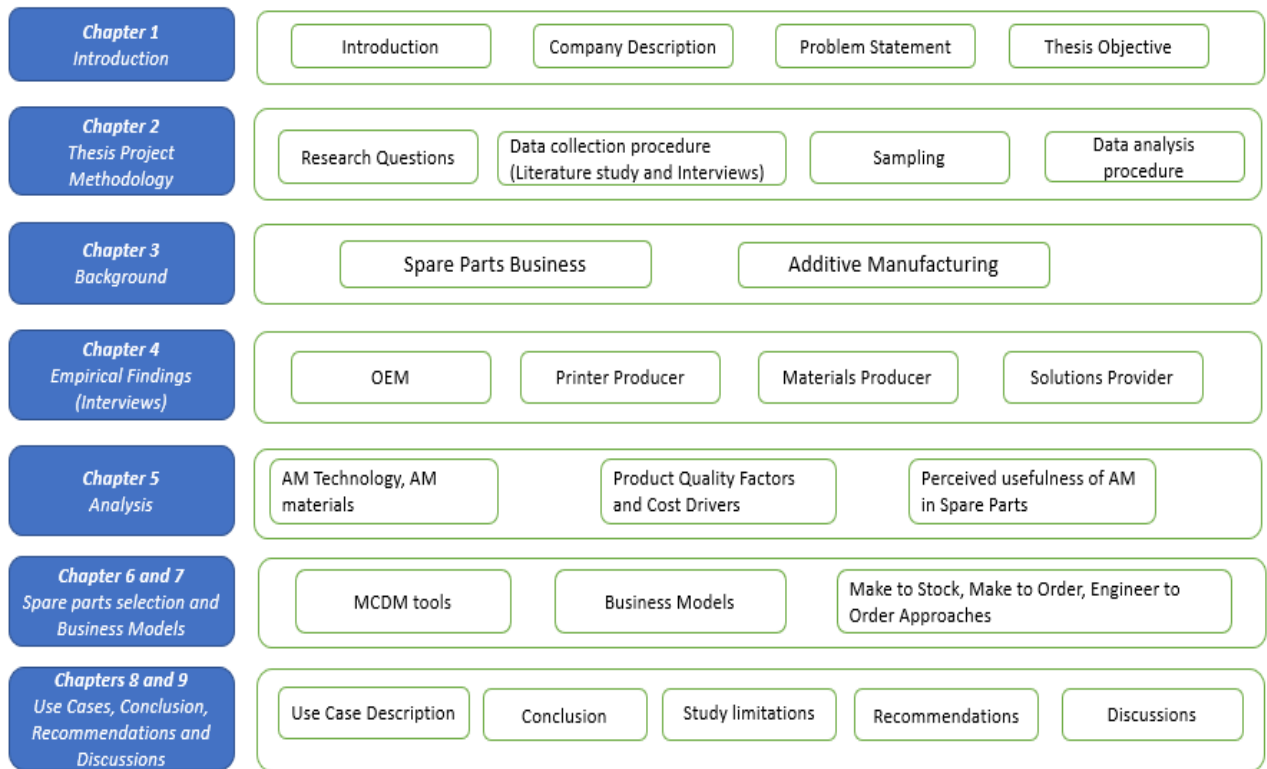 Chapter 1
Introduction
Introduction
Company Description
Problem Statement
Thesis Objective
Chapter 2
Thesis Project
Methodology
Research Questions
Data collection procedure
(Literature study and Interviews)
Sampling
Data analysis
procedure
Chapter 3
Background
Spare Parts Business
Additive Manufacturing
Chapter 4
Empirical Findings
(Interviews)
OEM
Printer Producer
Materials Producer
Solutions Provider
Chapter 5
Analysis
AM Technology, AM
materials
Product Quality Factors
and Cost Drivers
Perceived usefulness of AM
in Spare Parts
Chapter 6 and 7
Spare parts selection and
Business Models
MCDM tools
Business Models
Make to Stock, Make to Order, Engineer to
Order Approaches
Chapters 8 and 9
Use Cases, Conclusion,
Recommendations and
Discussions
Use Case Description
Conclusion
Study limitations
Recommendations
Discussions